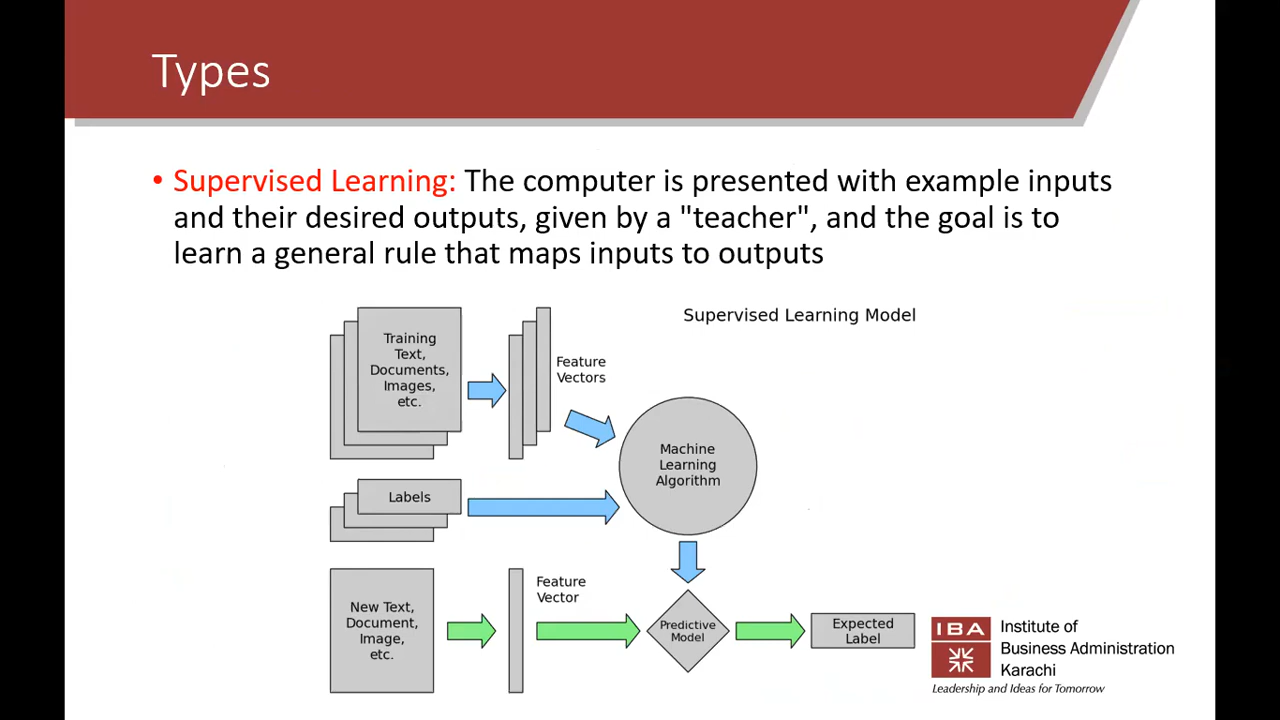 Types
• Supervised Learning: The computer is presented with example inputs
and their desired outputs, given by a "teacher", and the goal is to
learn a general rule that maps inputs to outputs
Supervised Learning Model
Training
Text,
Documents,
Images,
etc.
Feature
Vectors
Machine
Learning
Algorithm
Labels
New Text,
Document,
Image,
etc.
Feature
Vector
Predictive
Model
Expected
Label
IBA
Institute of
Business Administration
Karachi
Leadership and Ideas for Tomorrow